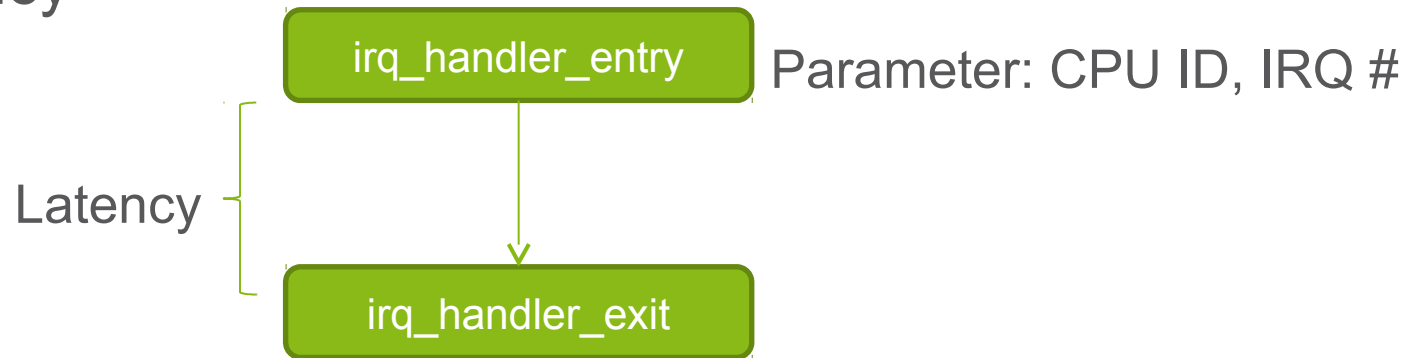 irq_handler_entry
Parameter: CPU ID, IRQ #
Latency
irq_handler_exit